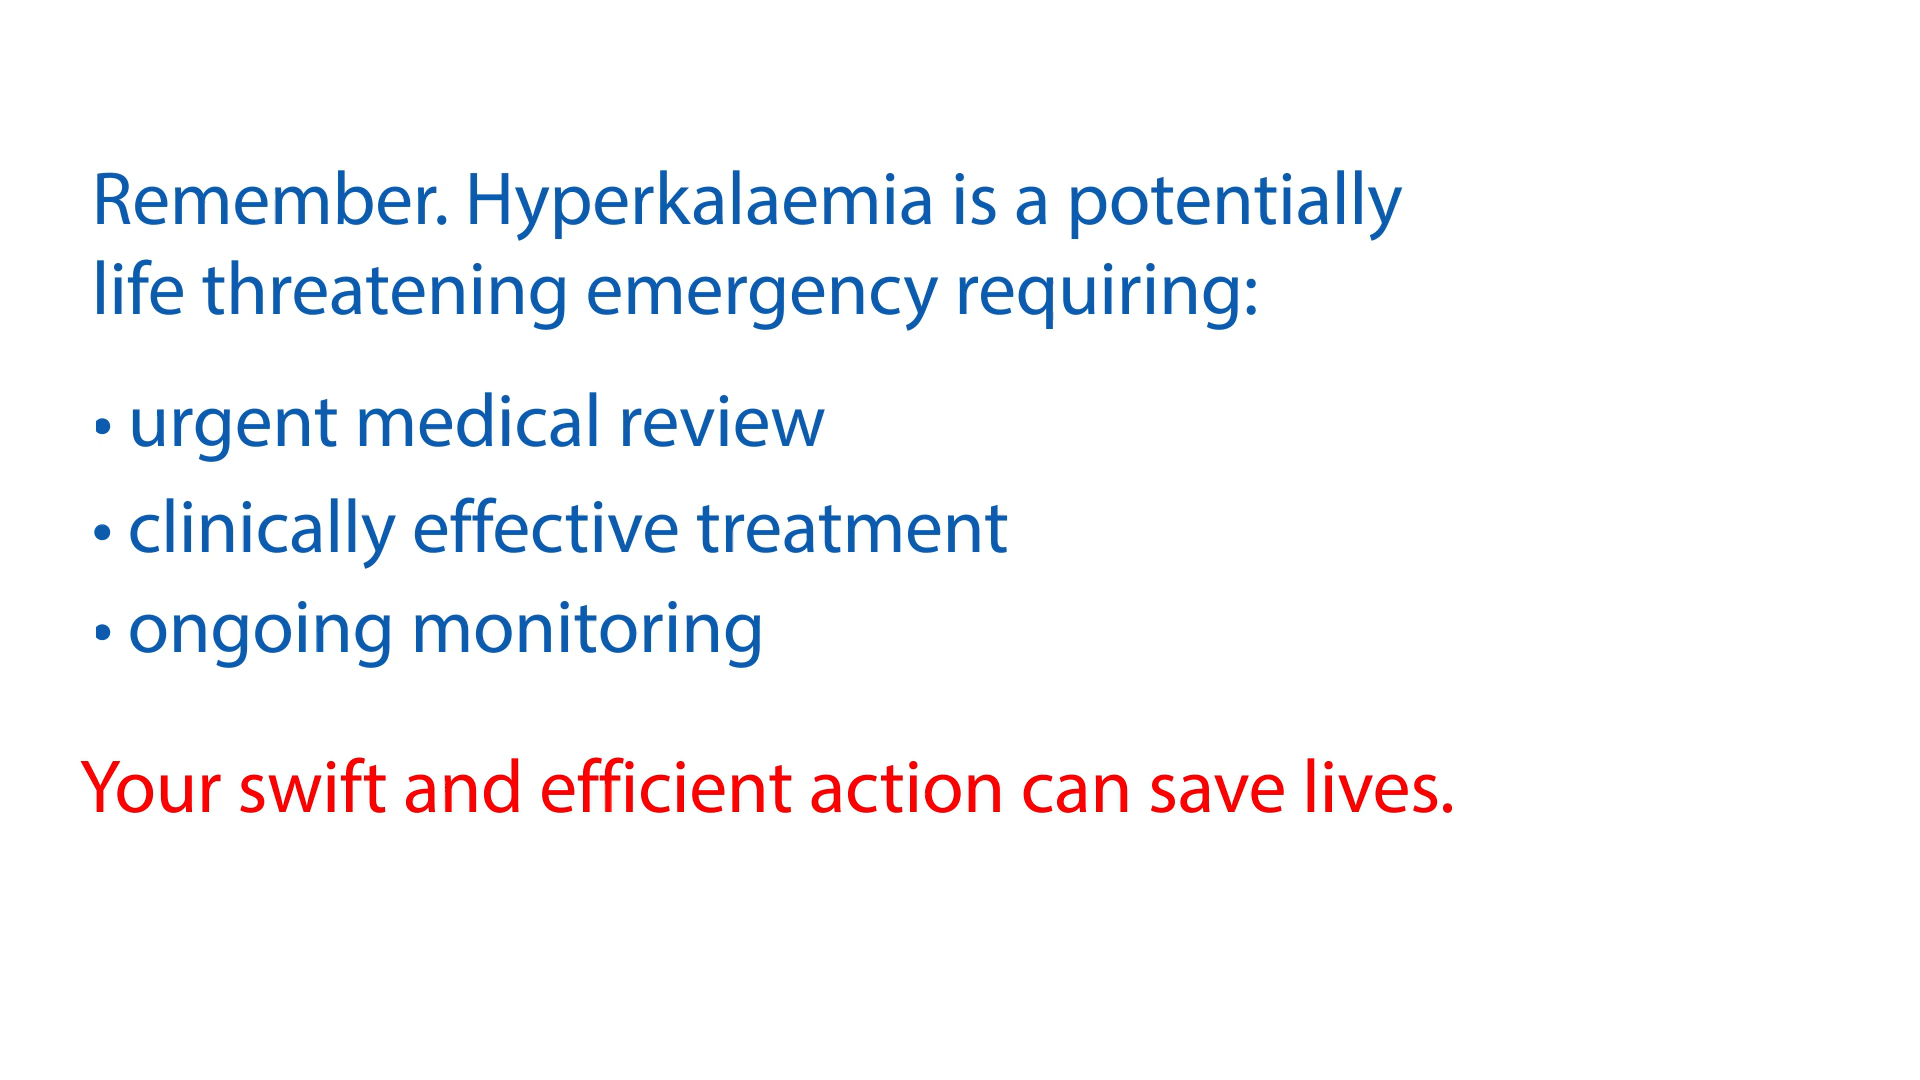 Remember. Hyperkalaemia is a potentially
life threatening emergency requiring:
• urgent medical review
• clinically effective treatment
• ongoing monitoring
Your swift and efficient action can save lives.